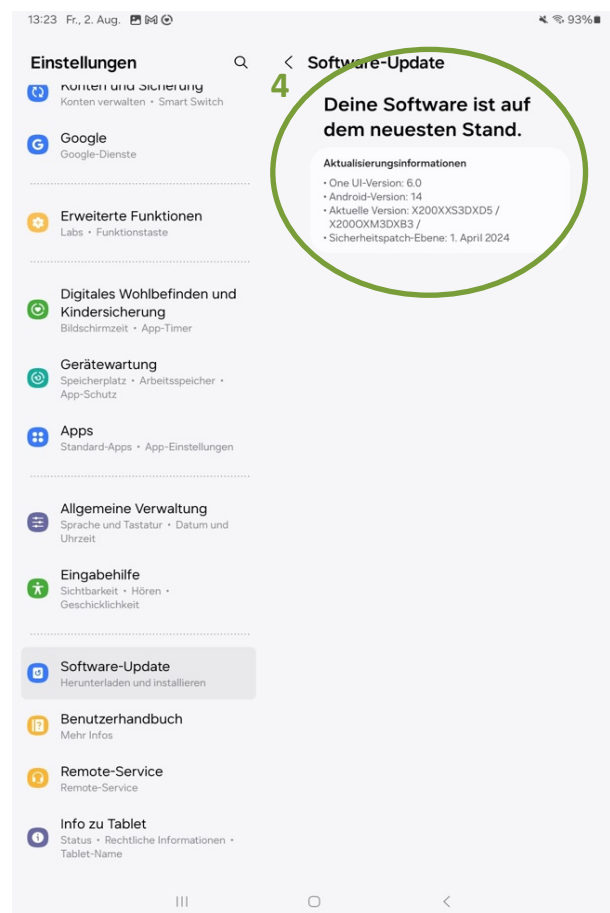 13:23 Fr., 2. Aug.
93%
Einstellungen
Konten und Sicherung
Konten verwalten • Smart Switch
Google
Google-Dienste
Erweiterte Funktionen
Labs • Funktionstaste
Digitales Wohlbefinden und
Kindersicherung
Bildschirmzeit • App-Timer
Gerätewartung
Speicherplatz • Arbeitsspeicher •
App-Schutz
Apps
Standard-Apps • App-Einstellungen
Allgemeine Verwaltung
Sprache und Tastatur • Datum und
Uhrzeit
Eingabehilfe
Sichtbarkeit • Hören •
Geschicklichkeit
Software-Update
Herunterladen und installieren
Benutzerhandbuch
Mehr Infos
Remote-Service
Remote-Service
Info zu Tablet
Status • Rechtliche Informationen •
Tablet-Name
Software-Update
4
Deine Software ist auf
dem neuesten Stand.
Aktualisierungsinformationen
• One UI-Version: 6.0
• Android-Version: 14
• Aktuelle Version: X200XXS3DXD5 /
X200OXM3DXB3 /
• Sicherheitspatch-Ebene: 1. April 2024